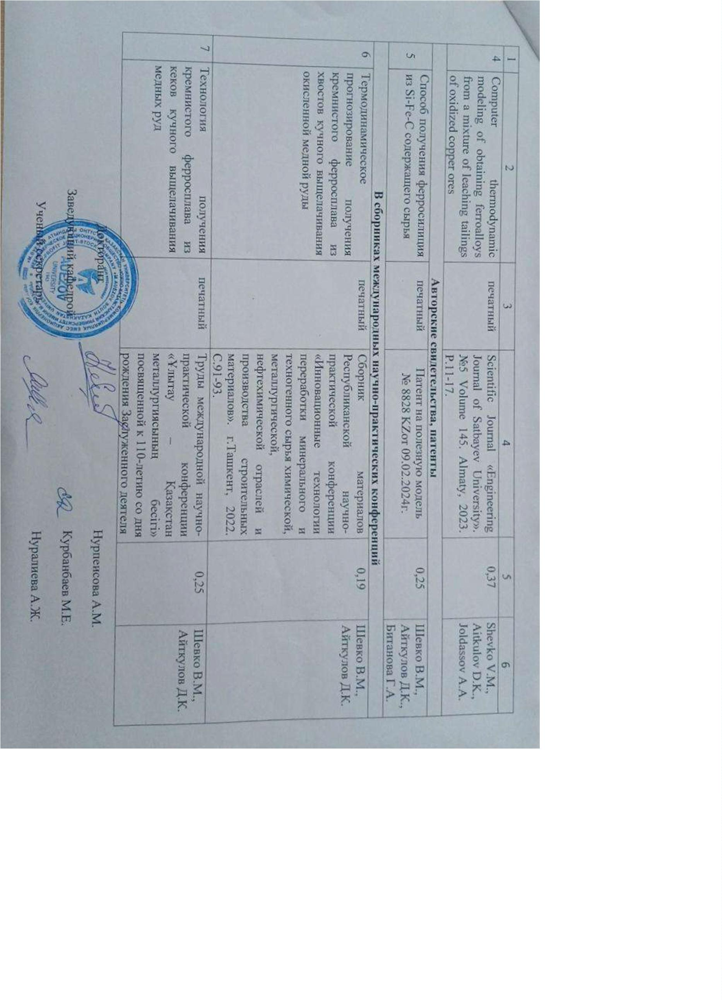 1 2 3 4 5 6
4 Computer thermodynamic печатный Scientific Journal «Engineering 0,37 Shevko V.M.,
modeling of obtaining ferroalloys Journal of Satbayev University». Aitkulov D.K.,
from a mixture of leaching tailings №5 Volume 145. Almaty, 2023. Joldassov A.A.
of oxidized copper ores P.11-17.
Авторские свидетельства, патенты
5 Способ получения ферросилиция печатный Патент на полезную модель 0,25 Шевко В.М.,
из Si-Fe-C содержащего сырья № 8828 KZот 09.02.2024г. Айткулов Д.К.,
Битанова Г.А.
В сборниках международных научно-практических конференций
6 Термодинамическое печатный Сборник материалов 0,19 Шевко В.М.,
прогнозирование получения Республиканской научно- Айткулов Д.К.
кремнистого ферросплава из практической конференции
хвостов кучного выщелачивания «Инновационные технологии
окисленной медной руды переработки минерального и
техногенного сырья химической,
металлургической,
нефтехимической отраслей и
производства строительных
материалов». г.Ташкент, 2022.
С.91-93.
7 Технология получения печатный Труды международной научно- 0,25 Шевко В.М.,
кремнистого ферросплава из практической конференции Айткулов Д.К.
кеков кучного выщелачивания «Ұлытау – Қазақстан
медных руд металлургиясының бесігі»
посвященной к 110-летию со дня
рождения Заслуженного деятеля
Докторант Нурпеисова А.М.
Заведующий кафедрой Курбанбаев М.Е.
Ученый секретарь Нуралиева А.Ж.
AUEZOV
UNIVERSITY
1943